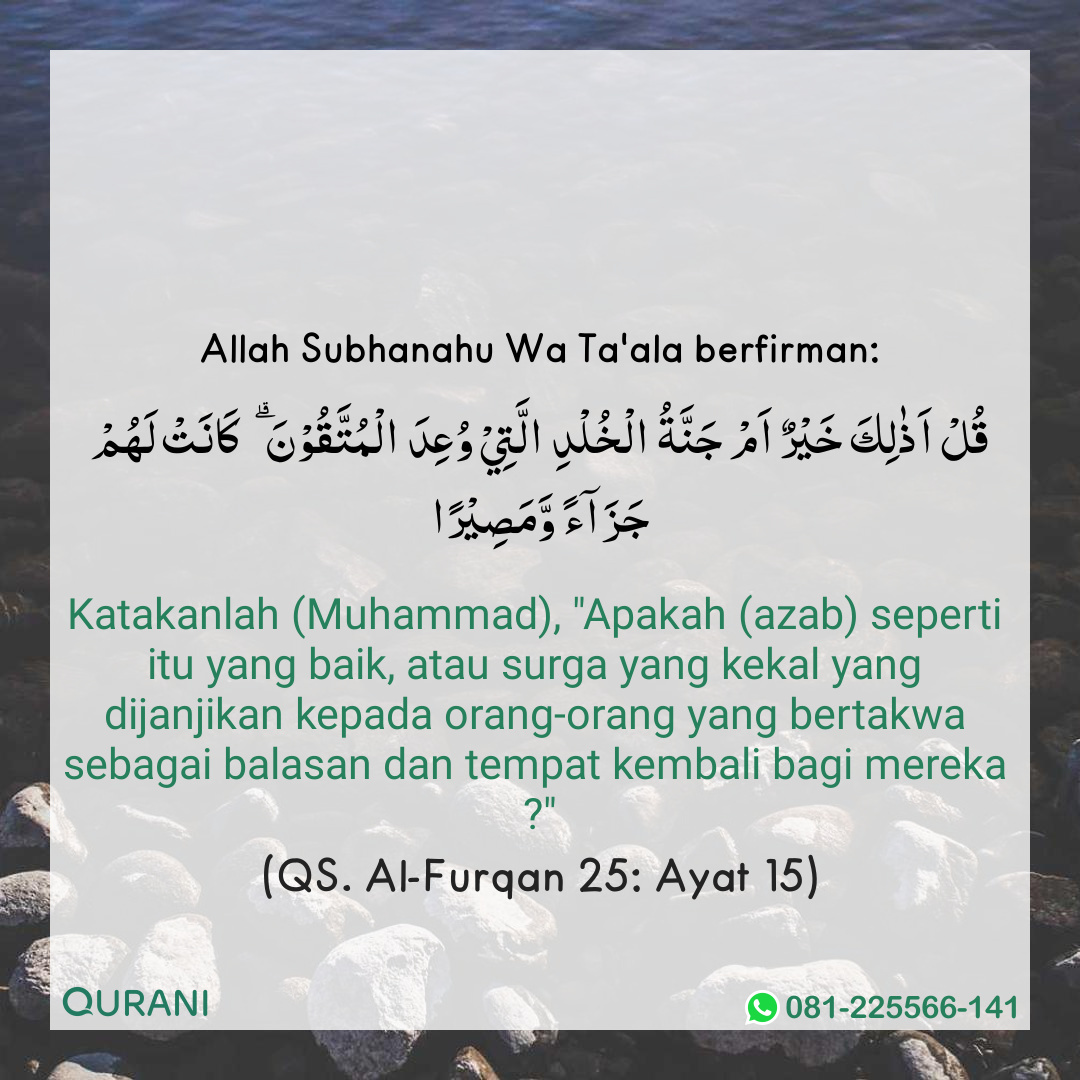 Allah Subhanahu Wa Ta'ala berfirman:
قُلْ اَذٰلِكَ خَيْرٌ اَمْ جَنَّةُ الْخُلْدِ الَّتِيْ وُعِدَ الْمُتَّقُوْنَ ۗ كَانَتْ لَهُمْ
جَزَاۤءً وَّمَصِيْرًا
Katakanlah (Muhammad), "Apakah (azab) seperti
itu yang baik, atau surga yang kekal yang
dijanjikan kepada orang-orang yang bertakwa
sebagai balasan dan tempat kembali bagi mereka
?"
(QS. Al-Furqan 25: Ayat 15)
QURANI
081-225566-141